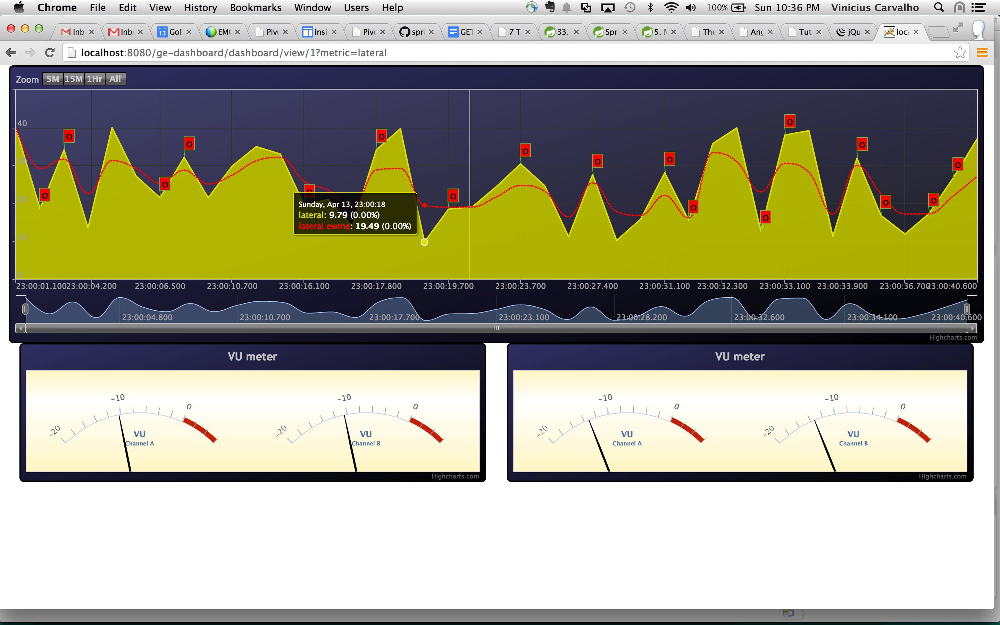 Chrome File Edit View History Bookmarks Window Users Help 100% Sun 10:36 PM Vinicius Carvalho
Inb Inb 13 GoP EMC Pivo Insi Pivo spri GET 7 T 33. Spr 5. The Ang Tut jQu loca
localhost:8080/ge-dashboard/dashboard/view/1?metric=lateral
Zoom 5M 15M 1Hr All
40
O O O O O O O O O
30
O O O O O O O O
20
Sunday, Apr 13, 23:00:18
lateral: 9.79 (0.00%)
lateral ewma: 19.49 (0.00%)
10
0
23:00:01.100 23:00:04.200 23:00:06.500 23:00:10.700 23:00:16.100 23:00:17.800 23:00:19.700 23:00:23.700 23:00:27.400 23:00:31.100 23:00:32.300 23:00:33.100 23:00:33.900 23:00:36.700 23:00:40.600
23:00:04.800 23:00:10.700 23:00:17.700 23:00:23.100 23:00:28.200 23:00:32.600 23:00:34.100 23:00:40.600
Highcharts.com
VU meter
-20 -10 0
VU
Channel A
-20 -10 0
VU
Channel B
Highcharts.com
VU meter
-20 -10 0
VU
Channel A
-20 -10 0
VU
Channel B
Highcharts.com